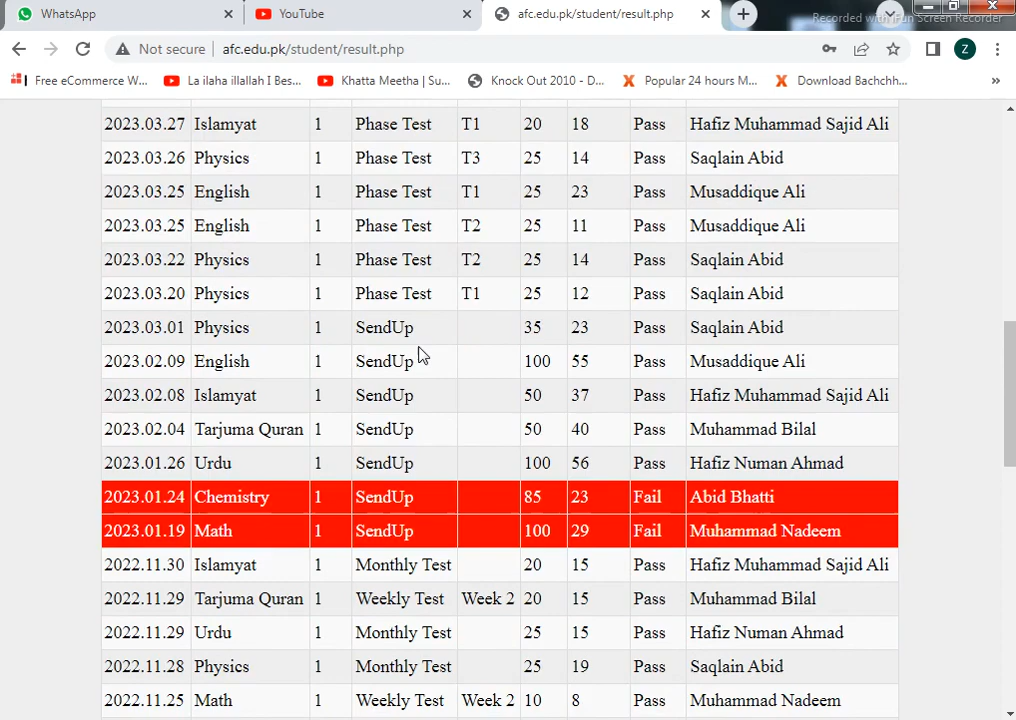 WhatsApp YouTube afc.edu.pk/student/result.php
Recorded with Fun Screen Recorder
Not secure afc.edu.pk/student/result.php Z
Free eCommerce W... La ilaha illallah I Bes... Khatta Meetha | Su... Knock Out 2010 - D... Popular 24 hours M... Download Bachchh... »
2023.03.27 Islamyat 1 Phase Test T1 20 18 Pass Hafiz Muhammad Sajid Ali
2023.03.26 Physics 1 Phase Test T3 25 14 Pass Saqlain Abid
2023.03.25 English 1 Phase Test T1 25 23 Pass Musaddique Ali
2023.03.25 English 1 Phase Test T2 25 11 Pass Musaddique Ali
2023.03.22 Physics 1 Phase Test T2 25 14 Pass Saqlain Abid
2023.03.20 Physics 1 Phase Test T1 25 12 Pass Saqlain Abid
2023.03.01 Physics 1 SendUp 35 23 Pass Saqlain Abid
2023.02.09 English 1 SendUp 100 55 Pass Musaddique Ali
2023.02.08 Islamyat 1 SendUp 50 37 Pass Hafiz Muhammad Sajid Ali
2023.02.04 Tarjuma Quran 1 SendUp 50 40 Pass Muhammad Bilal
2023.01.26 Urdu 1 SendUp 100 56 Pass Hafiz Numan Ahmad
2023.01.24 Chemistry 1 SendUp 85 23 Fail Abid Bhatti
2023.01.19 Math 1 SendUp 100 29 Fail Muhammad Nadeem
2022.11.30 Islamyat 1 Monthly Test 20 15 Pass Hafiz Muhammad Sajid Ali
2022.11.29 Tarjuma Quran 1 Weekly Test Week 2 20 15 Pass Muhammad Bilal
2022.11.29 Urdu 1 Monthly Test 25 15 Pass Hafiz Numan Ahmad
2022.11.28 Physics 1 Monthly Test 25 19 Pass Saqlain Abid
2022.11.25 Math 1 Weekly Test Week 2 10 8 Pass Muhammad Nadeem